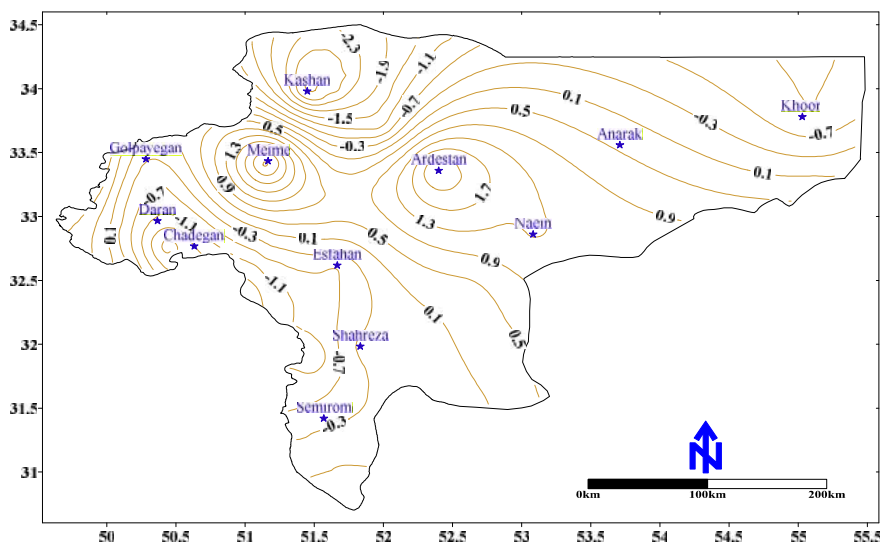 34.5
34
33.5
33
32.5
32
31.5
31
-2.3
-1.9
-1.1
-0.7
Kashan
-1.5
-0.3
0.5
0.1
0.5
-0.3
Khoor
-0.7
Anarak
0.1
0.9
Golpayegan
1.3
Meime
0.9
Ardestan
1.7
1.3
Naein
-0.7
Daran
-1.1
Chadegan
-0.3
0.1
0.1
0.5
0.9
Esfahan
-1.1
0.1
0.5
Shahreza
-0.7
Semirom
-0.3
N
0km 100km 200km
50 50.5 51 51.5 52 52.5 53 53.5 54 54.5 55 55.5